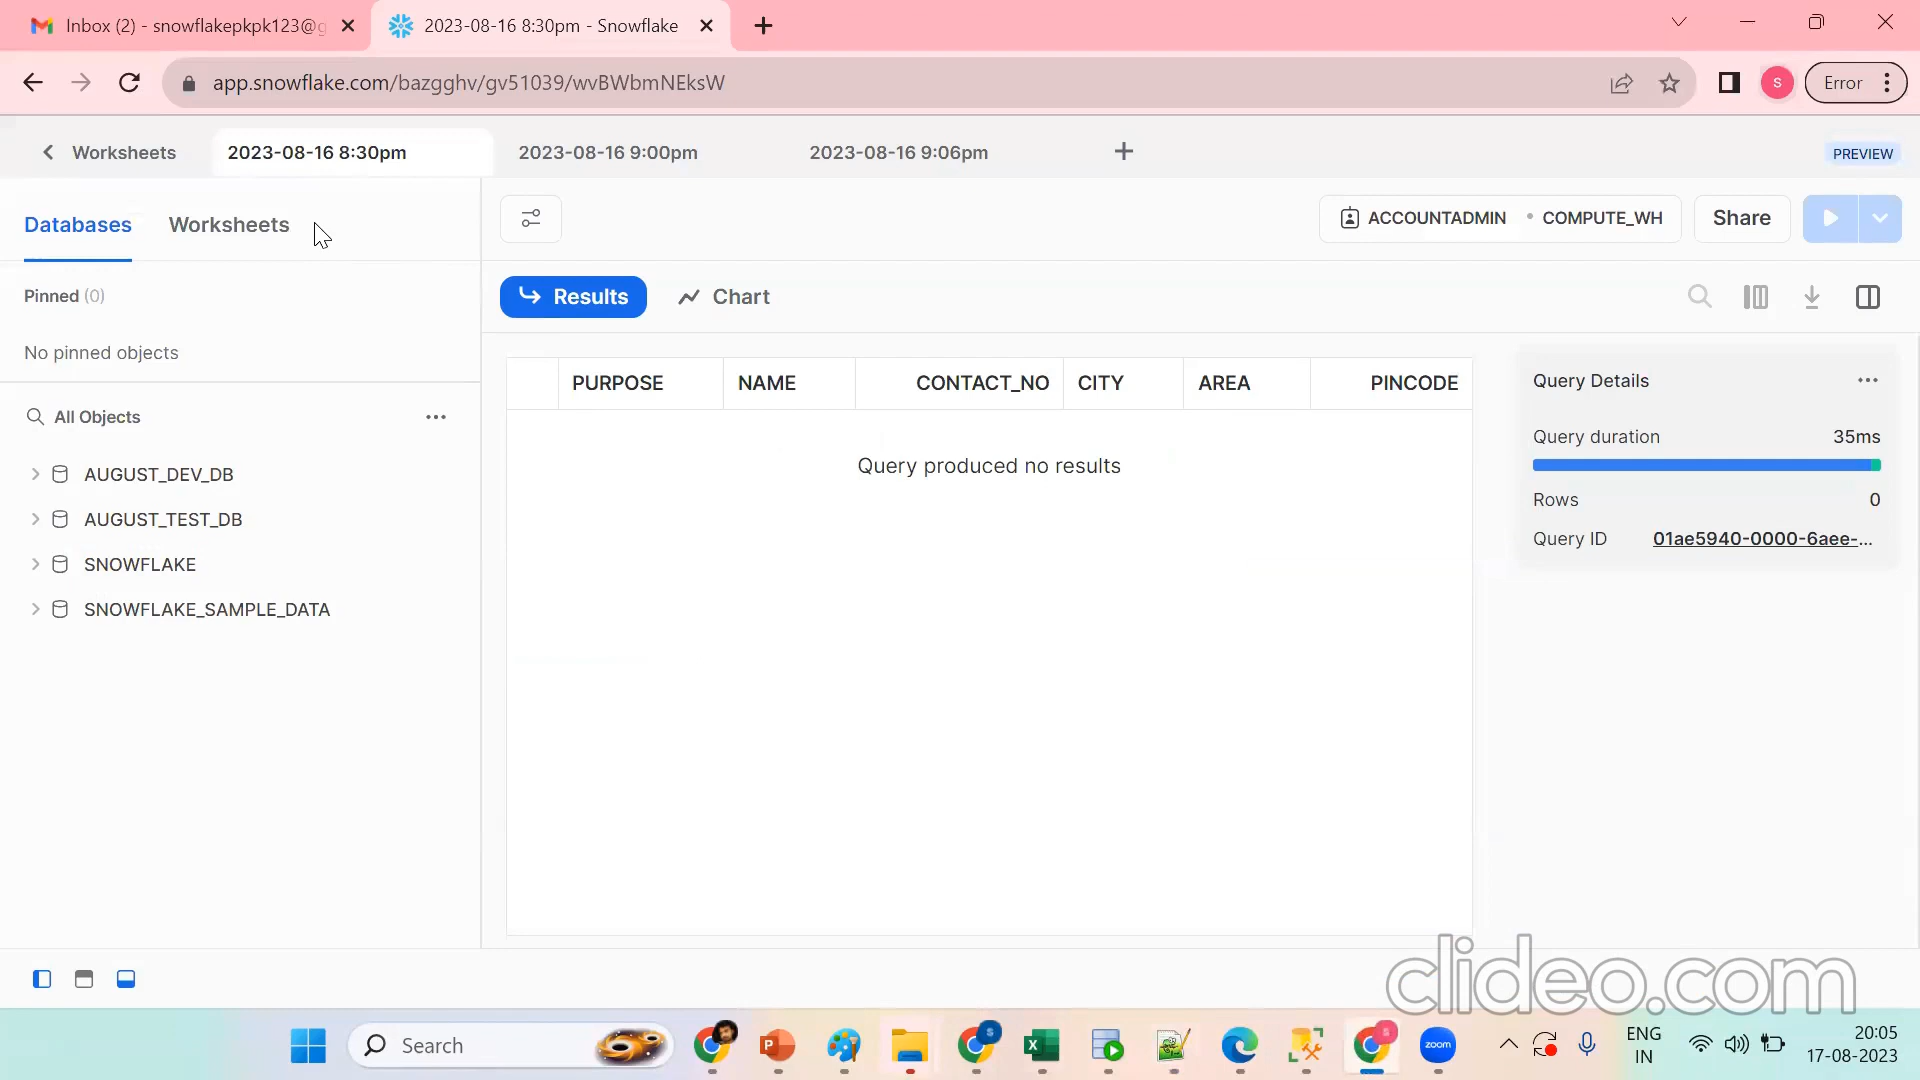 Inbox (2) - snowflakepkpk123@g
2023-08-16 8:30pm - Snowflake
app.snowflake.com/bazgghv/gv51039/wvBWbmNEksW
S
Error
Worksheets
2023-08-16 8:30pm
2023-08-16 9:00pm
2023-08-16 9:06pm
PREVIEW
Databases
Worksheets
ACCOUNTADMIN
COMPUTE_WH
Share
Pinned (0)
Results
Chart
No pinned objects
PURPOSE
NAME
CONTACT_NO
CITY
AREA
PINCODE
Query Details
All Objects
Query duration
35ms
Query produced no results
AUGUST_DEV_DB
Rows
0
AUGUST_TEST_DB
Query ID
01ae5940-0000-6aee-...
SNOWFLAKE
SNOWFLAKE_SAMPLE_DATA
clideo.com
Search
zoom
ENG
IN
20:05
17-08-2023